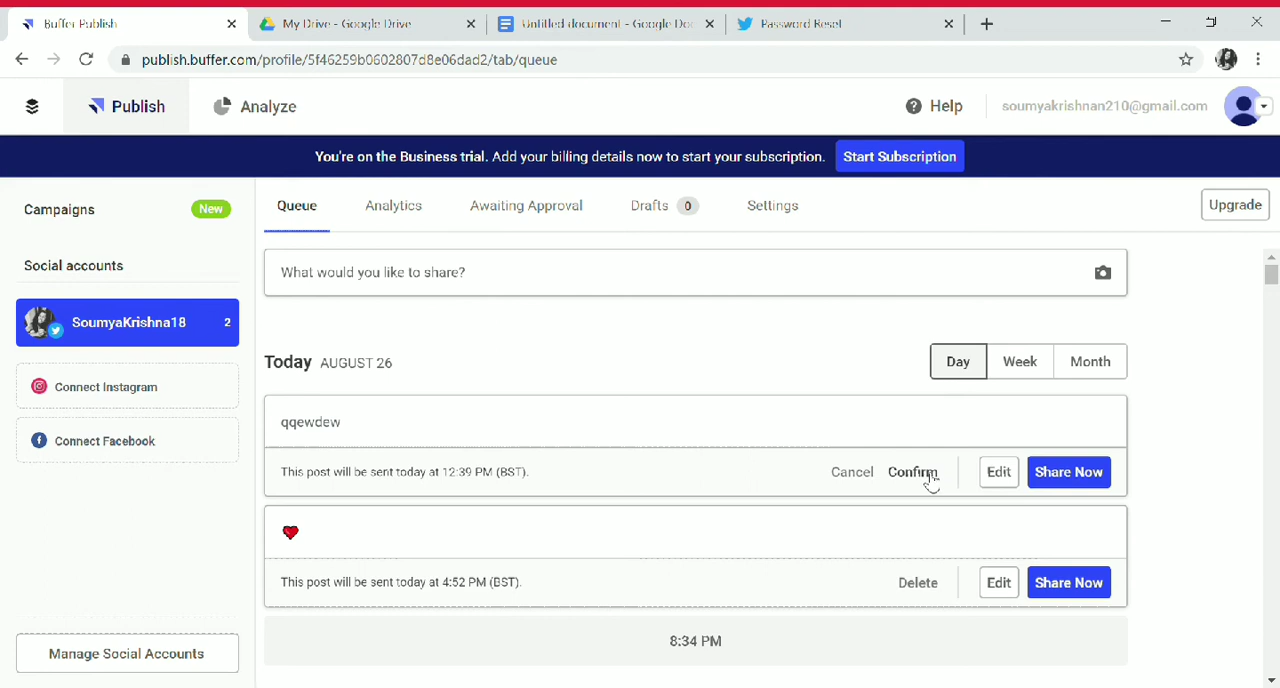 Buffer Publish
My Drive - Google Drive
Untitled document - Google Doc
Password Reset
publish.buffer.com/profile/5f46259b0602807d8e06dad2/tab/queue
Publish
Analyze
Help
soumyakrishnan210@gmail.com
You're on the Business trial. Add your billing details now to start your subscription.
Start Subscription
Campaigns
New
Queue
Analytics
Awaiting Approval
Drafts 0
Settings
Upgrade
Social accounts
What would you like to share?
SoumyaKrishna18 2
Today AUGUST 26
Day
Week
Month
Connect Instagram
qqewdew
Connect Facebook
This post will be sent today at 12:39 PM (BST).
Cancel
Confirm
Edit
Share Now
This post will be sent today at 4:52 PM (BST).
Delete
Edit
Share Now
8:34 PM
Manage Social Accounts